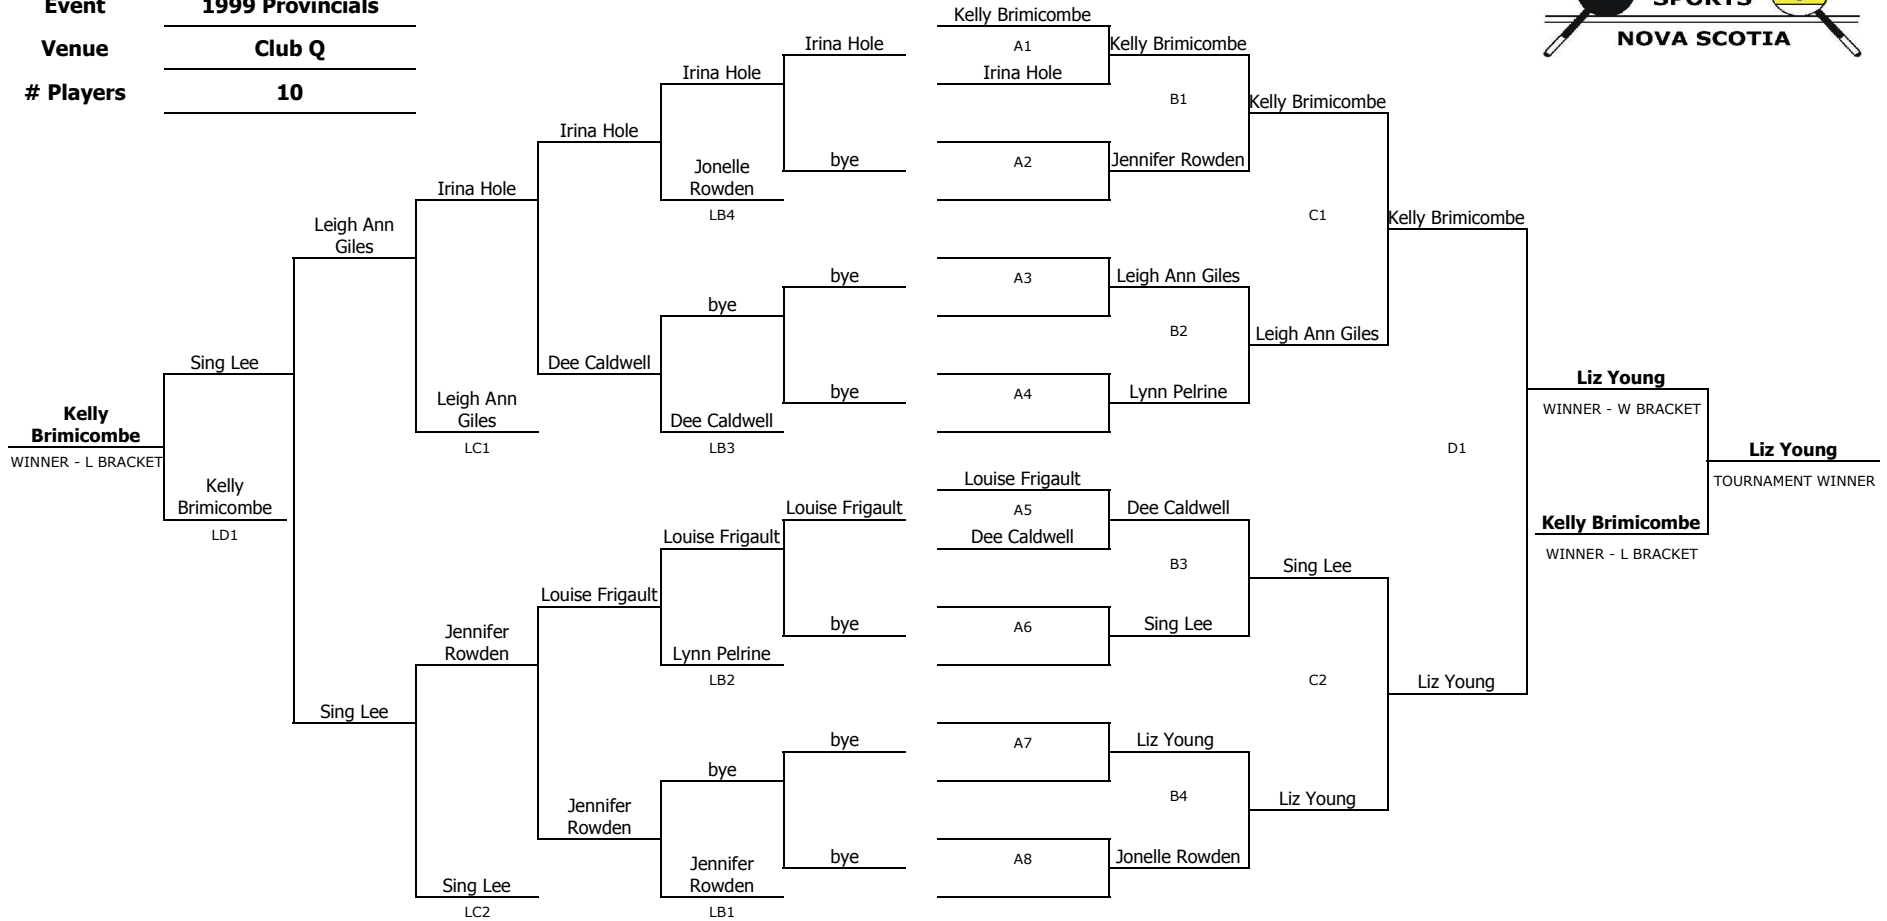 Event 1999 Provincials
Venue Club Q
# Players 10
SPORTS
NOVA SCOTIA
Kelly Brimicombe
WINNER - L BRACKET
Sing Lee
Kelly Brimicombe
LD1
Leigh Ann Giles
Sing Lee
Irina Hole
Leigh Ann Giles
LC1
Jennifer Rowden
Sing Lee
LC2
Irina Hole
Dee Caldwell
Louise Frigault
Jennifer Rowden
Irina Hole
Jonelle Rowden
LB4
bye
Dee Caldwell
LB3
Louise Frigault
Lynn Pelrine
LB2
bye
Jennifer Rowden
LB1
Irina Hole
bye
bye
bye
Louise Frigault
bye
bye
bye
Kelly Brimicombe
A1
Irina Hole
A2
A3
A4
Louise Frigault
A5
Dee Caldwell
A6
A7
A8
Kelly Brimicombe
B1
Jennifer Rowden
Leigh Ann Giles
B2
Lynn Pelrine
Dee Caldwell
B3
Sing Lee
Liz Young
B4
Jonelle Rowden
Kelly Brimicombe
C1
Leigh Ann Giles
Sing Lee
C2
Liz Young
Kelly Brimicombe
D1
Liz Young
Liz Young
WINNER - W BRACKET
Kelly Brimicombe
WINNER - L BRACKET
Liz Young
TOURNAMENT WINNER